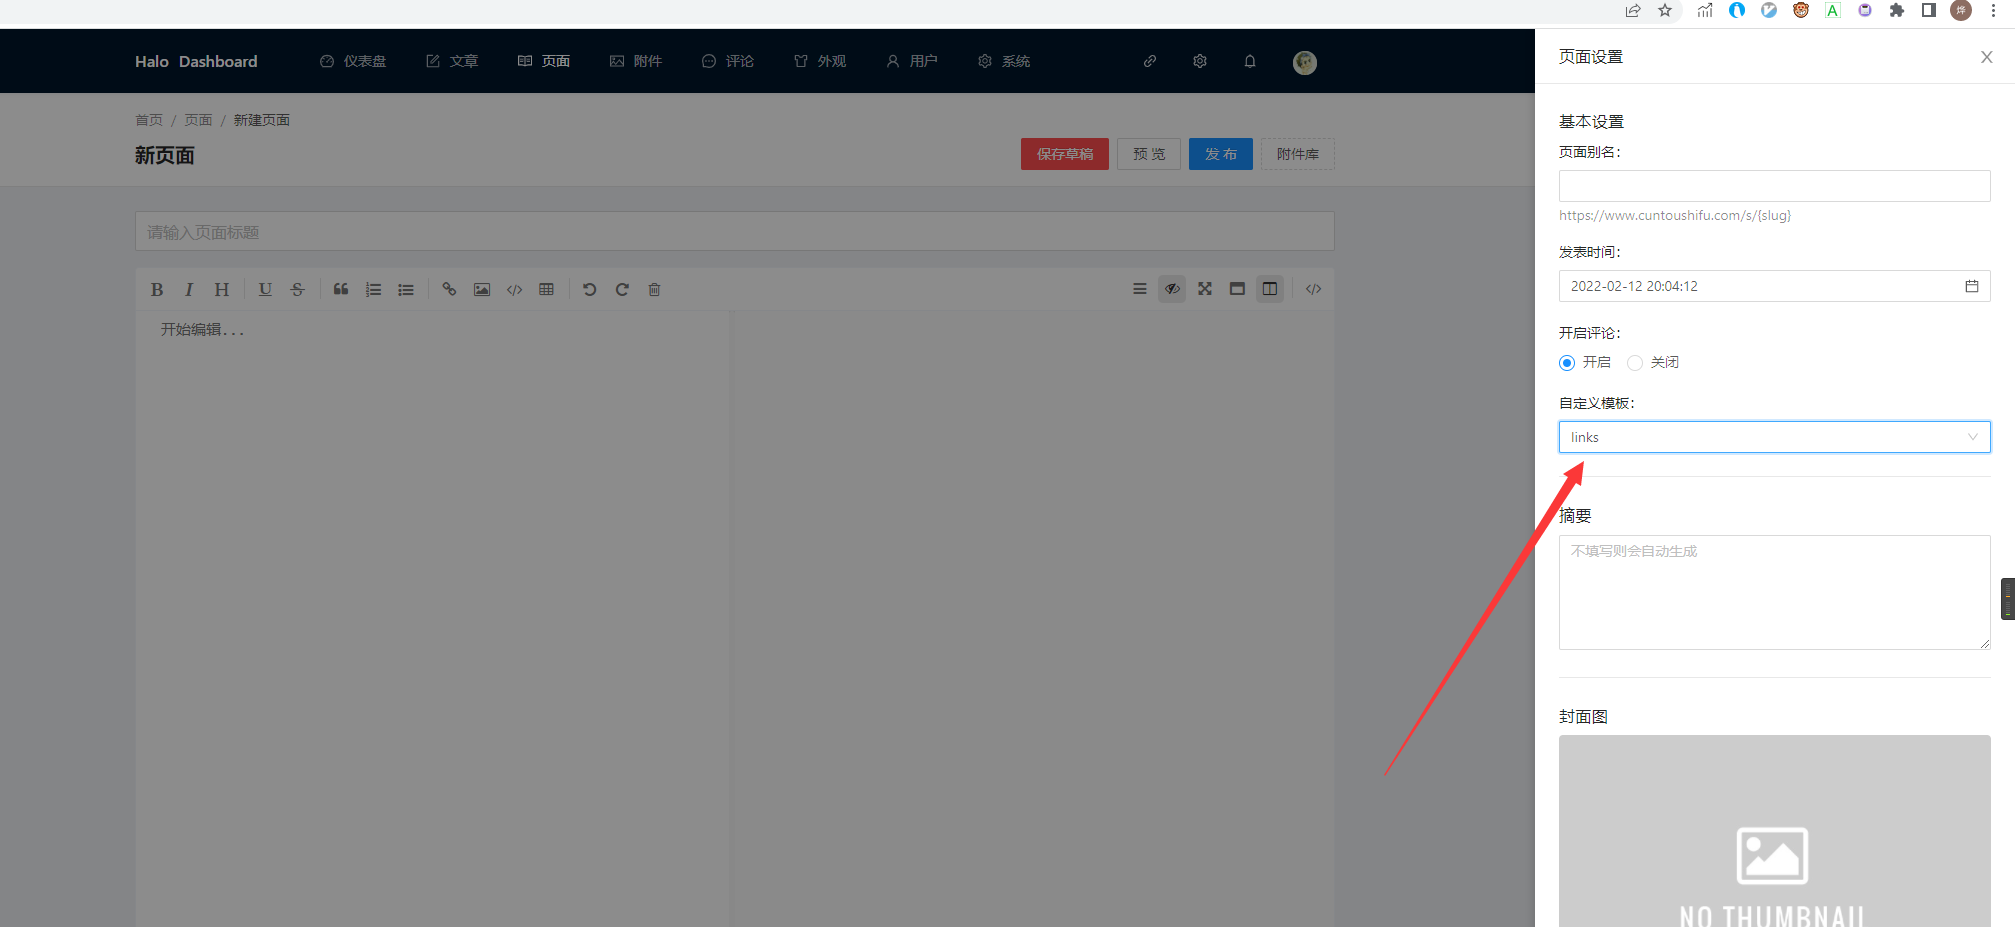 Halo Dashboard
仪表盘
文章
页面
附件
评论
外观
用户
系统
首页 / 页面 / 新建页面
新页面
保存草稿
预 览
发 布
附件库
请输入页面标题
开始编辑...
页面设置
基本设置
页面别名：
https://www.cuntoushifu.com/s/{slug}
发表时间：
2022-02-12 20:04:12
开启评论：
开启
关闭
自定义模板：
links
摘要
不填写则会自动生成
封面图
NO THUMBNAIL